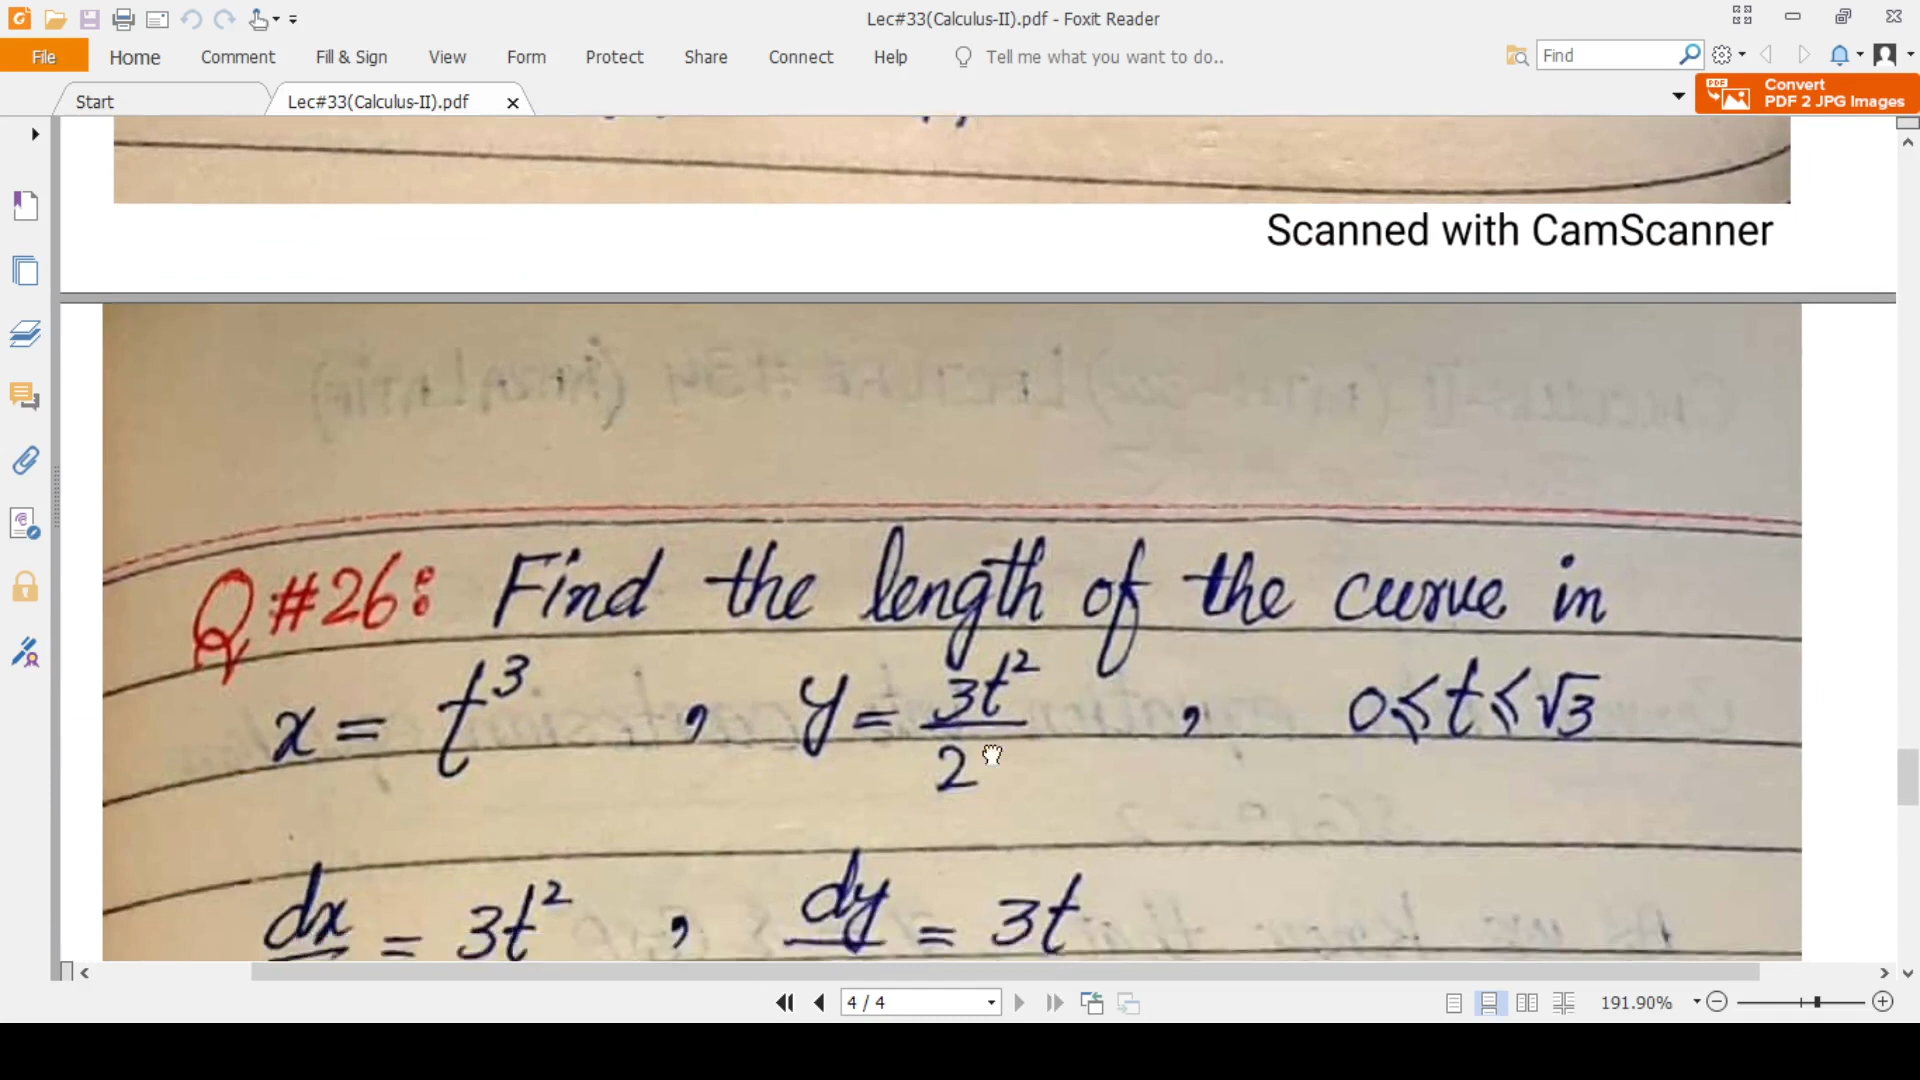 Lec#33(Calculus-II).pdf - Foxit Reader
File Home Comment Fill & Sign View Form Protect Share Connect Help Tell me what you want to do.. Find
Start Lec#33(Calculus-II).pdf
Convert
PDF 2 JPG Images
Scanned with CamScanner
Q#26: Find the length of the curve in
x = t³ , y = 3t²/2 , 0≤t≤√3
dx = 3t² , dy = 3t
4 / 4 191.90%